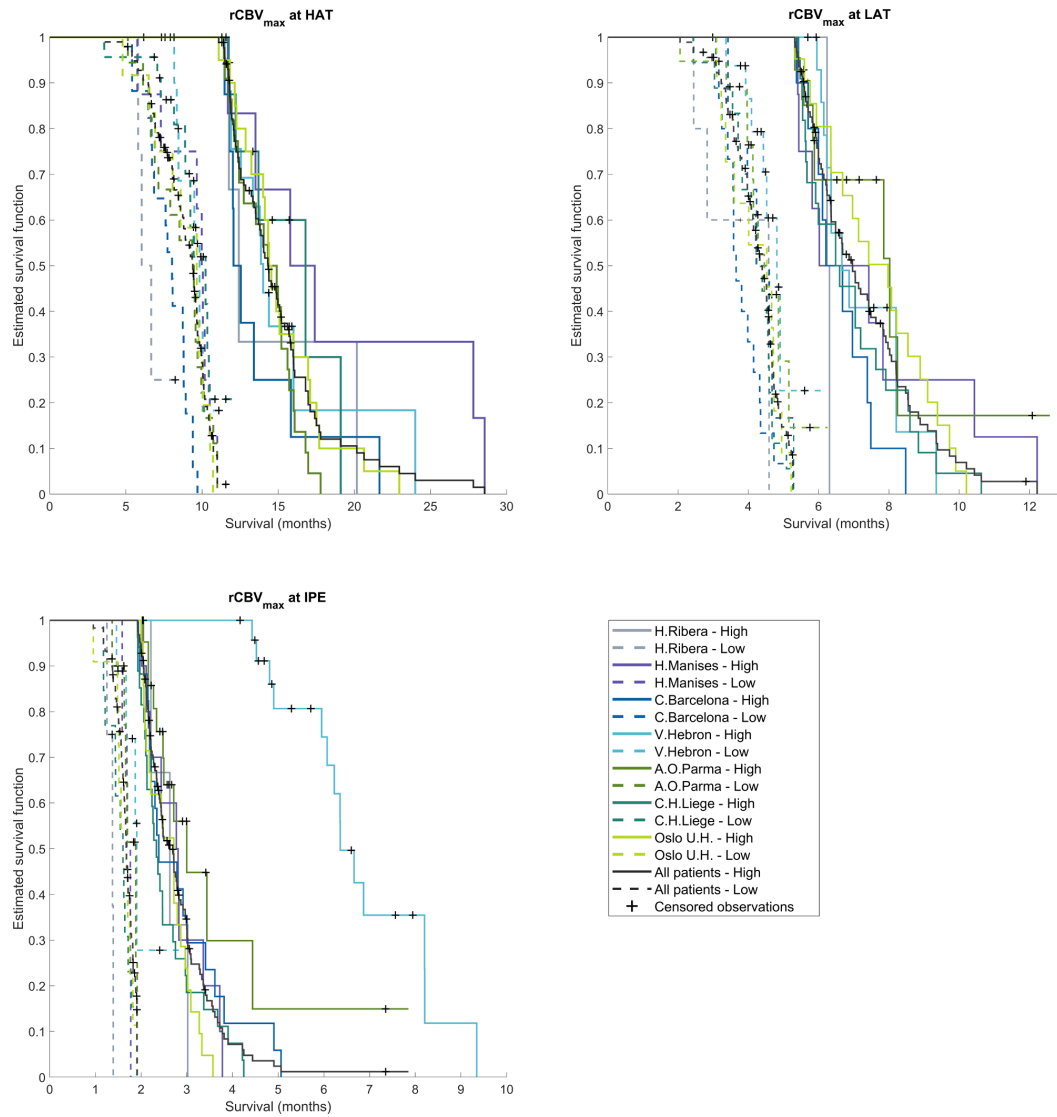 rCBVmax at HAT
Estimated survival function
1
0.9
0.8
0.7
0.6
0.5
0.4
0.3
0.2
0.1
0
0 5 10 15 20 25 30
Survival (months)
rCBVmax at LAT
Estimated survival function
1
0.9
0.8
0.7
0.6
0.5
0.4
0.3
0.2
0.1
0
0 2 4 6 8 10 12
Survival (months)
rCBVmax at IPE
Estimated survival function
1
0.9
0.8
0.7
0.6
0.5
0.4
0.3
0.2
0.1
0
0 1 2 3 4 5 6 7 8 9 10
Survival (months)
H.Ribera - High
H.Ribera - Low
H.Manises - High
H.Manises - Low
C.Barcelona - High
C.Barcelona - Low
V.Hebron - High
V.Hebron - Low
A.O.Parma - High
A.O.Parma - Low
C.H.Liege - High
C.H.Liege - Low
Oslo U.H. - High
Oslo U.H. - Low
All patients - High
All patients - Low
Censored observations